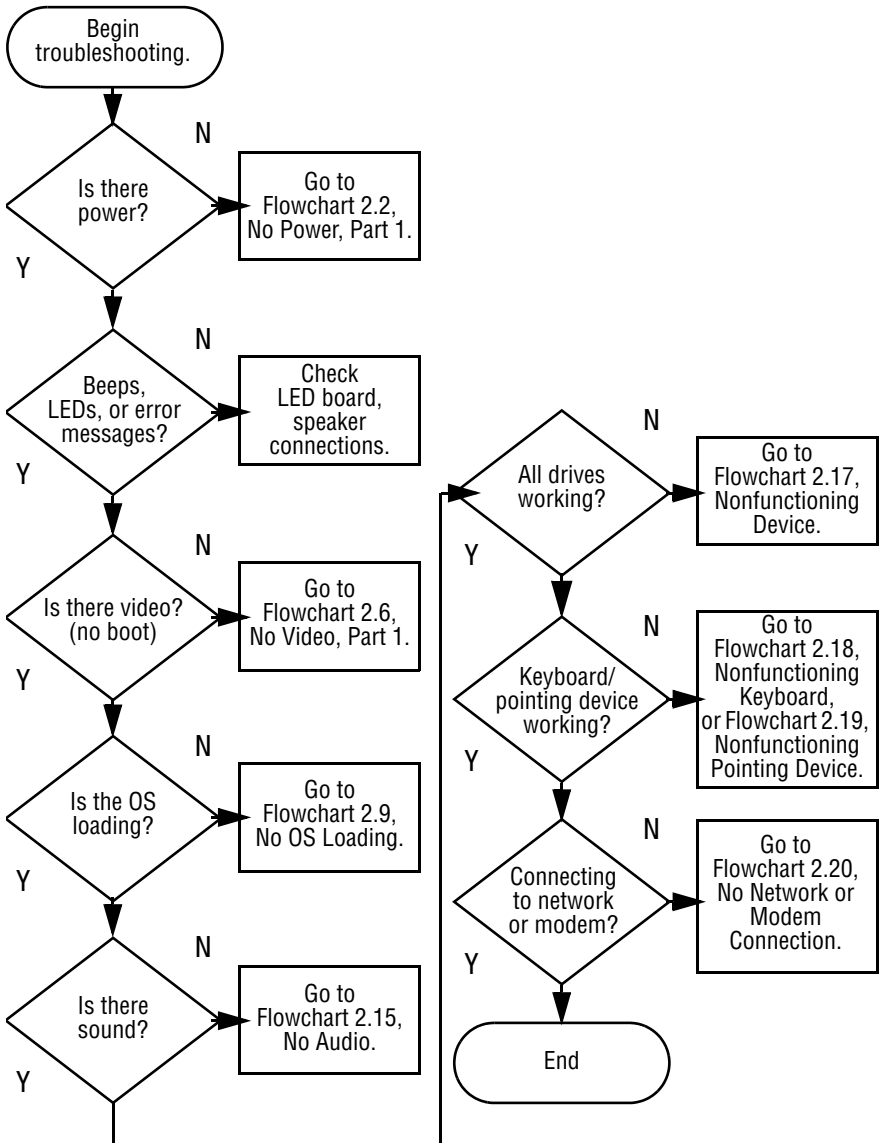 Begin
troubleshooting.
N
Is there
power?
Go to
Flowchart 2.2,
No Power, Part 1.
Y
N
Beeps,
LEDs, or error
messages?
Check
LED board,
speaker
connections.
Y
N
Is there video?
(no boot)
Go to
Flowchart 2.6,
No Video, Part 1.
Y
N
Is the OS
loading?
Go to
Flowchart 2.9,
No OS Loading.
Y
N
Is there
sound?
Go to
Flowchart 2.15,
No Audio.
Y
N
All drives
working?
Go to
Flowchart 2.17,
Nonfunctioning
Device.
Y
N
Keyboard/
pointing device
working?
Go to
Flowchart 2.18,
Nonfunctioning
Keyboard,
or Flowchart 2.19,
Nonfunctioning
Pointing Device.
Y
N
Connecting
to network
or modem?
Go to
Flowchart 2.20,
No Network or
Modem
Connection.
Y
End